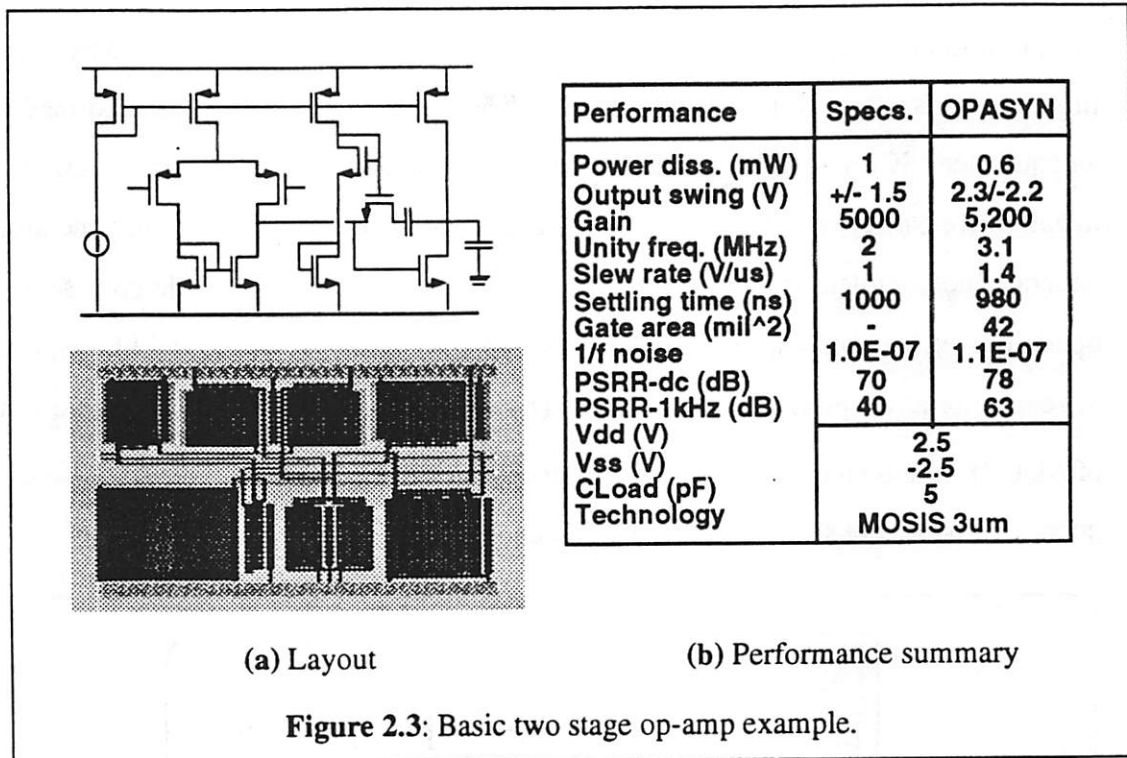 Performance Specs. OPASYN
Power diss. (mW) 1 0.6
Output swing (V) +/- 1.5 2.3/-2.2
Gain 5000 5,200
Unity freq. (MHz) 2 3.1
Slew rate (V/us) 1 1.4
Settling time (ns) 1000 980
Gate area (mil^2) - 42
1/f noise 1.0E-07 1.1E-07
PSRR-dc (dB) 70 78
PSRR-1kHz (dB) 40 63
Vdd (V) 2.5
Vss (V) -2.5
CLoad (pF) 5
Technology MOSIS 3um
(a) Layout
(b) Performance summary
Figure 2.3: Basic two stage op-amp example.